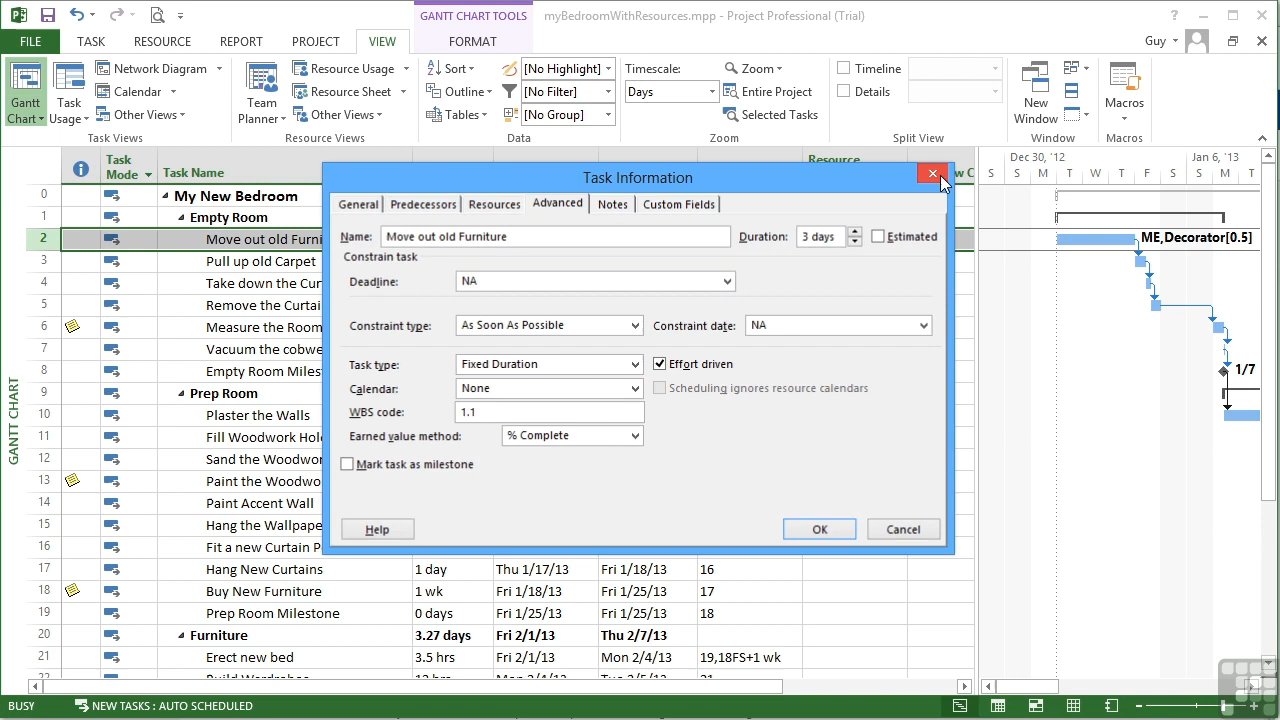 GANTT CHART TOOLS
myBedroomWithResources.mpp - Project Professional (Trial)
FILE TASK RESOURCE REPORT PROJECT VIEW FORMAT Guy
Gantt Chart
Task Usage
Network Diagram
Calendar
Other Views
Task Views
Team Planner
Resource Usage
Resource Sheet
Other Views
Resource Views
Sort
Outline
Tables
[No Highlight]
[No Filter]
[No Group]
Data
Timescale:
Days
Zoom
Entire Project
Selected Tasks
Zoom
Timeline
Details
Split View
New Window
Window
Macros
Macros
Task Mode Task Name Resource
Dec 30, '12 Jan 6, '13
S S M T W T F S S M T
0 My New Bedroom
1 Empty Room
2 Move out old Furni
3 Pull up old Carpet
4 Take down the Cur
5 Remove the Curtai
6 Measure the Room
7 Vacuum the cobwe
8 Empty Room Miles
9 Prep Room
10 Plaster the Walls
11 Fill Woodwork Hol
12 Sand the Woodwo
13 Paint the Woodwo
14 Paint Accent Wall
15 Hang the Wallpape
16 Fit a new Curtain P
17 Hang New Curtains 1 day Thu 1/17/13 Fri 1/18/13 16
18 Buy New Furniture 1 wk Fri 1/18/13 Fri 1/25/13 17
19 Prep Room Milestone 0 days Fri 1/25/13 Fri 1/25/13 18
20 Furniture 3.27 days Fri 2/1/13 Thu 2/7/13
21 Erect new bed 3.5 hrs Fri 2/1/13 Mon 2/4/13 19,18FS+1 wk
22
GANTT CHART
ME,Decorator[0.5]
1/7
Task Information
General Predecessors Resources Advanced Notes Custom Fields
Name: Move out old Furniture Duration: 3 days Estimated
Constrain task
Deadline: NA
Constraint type: As Soon As Possible Constraint date: NA
Task type: Fixed Duration Effort driven
Calendar: None Scheduling ignores resource calendars
WBS code: 1.1
Earned value method: % Complete
Mark task as milestone
Help OK Cancel
BUSY NEW TASKS : AUTO SCHEDULED